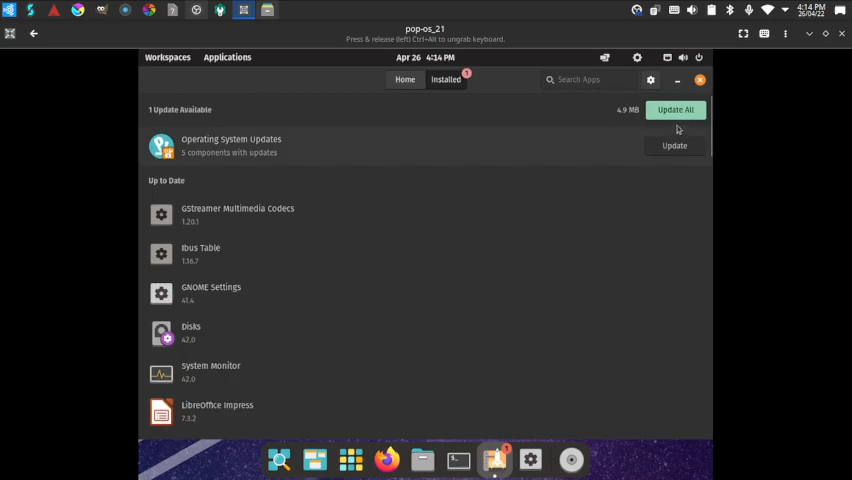 4:14 PM
26/04/22
pop-os_21
Press & release (left) Ctrl+Alt to ungrab keyboard.
Workspaces Applications Apr 26 4:14 PM
Home Installed 1 Search Apps
1 Update Available 4.9 MB Update All
Operating System Updates
5 components with updates Update
Up to Date
GStreamer Multimedia Codecs
1.20.1
Ibus Table
1.16.7
GNOME Settings
41.4
Disks
42.0
System Monitor
42.0
LibreOffice Impress
7.3.2
1